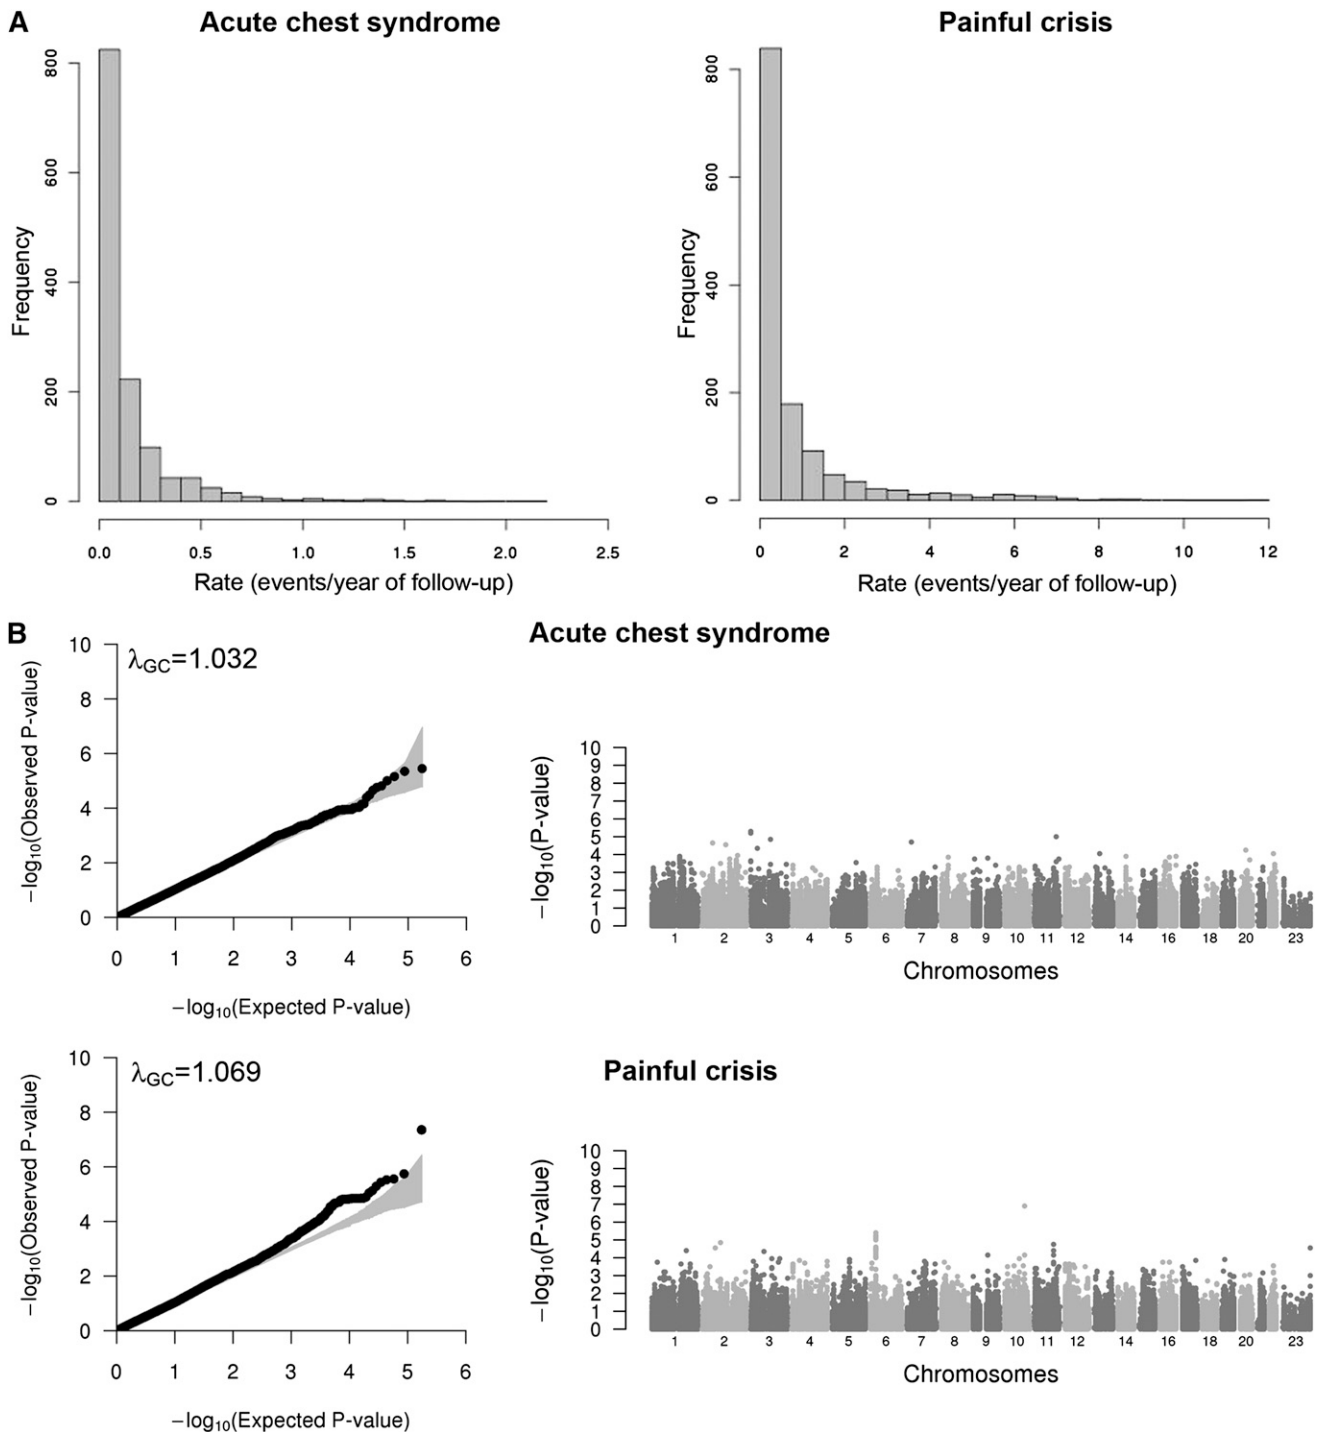 A
Acute chest syndrome
Painful crisis
Frequency
0 200 400 600 800
0.0 0.5 1.0 1.5 2.0 2.5
Rate (events/year of follow-up)
Frequency
0 200 400 600 800
0 2 4 6 8 10 12
Rate (events/year of follow-up)
B
Acute chest syndrome
λGC=1.032
−log10(Observed P-value)
10
8
6
4
2
0
0 1 2 3 4 5 6
−log10(Expected P-value)
−log10(P-value)
10
9
8
7
6
5
4
3
2
1
0
1 2 3 4 5 6 7 8 9 10 11 12 14 16 18 20 23
Chromosomes
Painful crisis
λGC=1.069
−log10(Observed P-value)
10
8
6
4
2
0
0 1 2 3 4 5 6
−log10(Expected P-value)
−log10(P-value)
10
9
8
7
6
5
4
3
2
1
0
1 2 3 4 5 6 7 8 9 10 11 12 14 16 18 20 23
Chromosomes